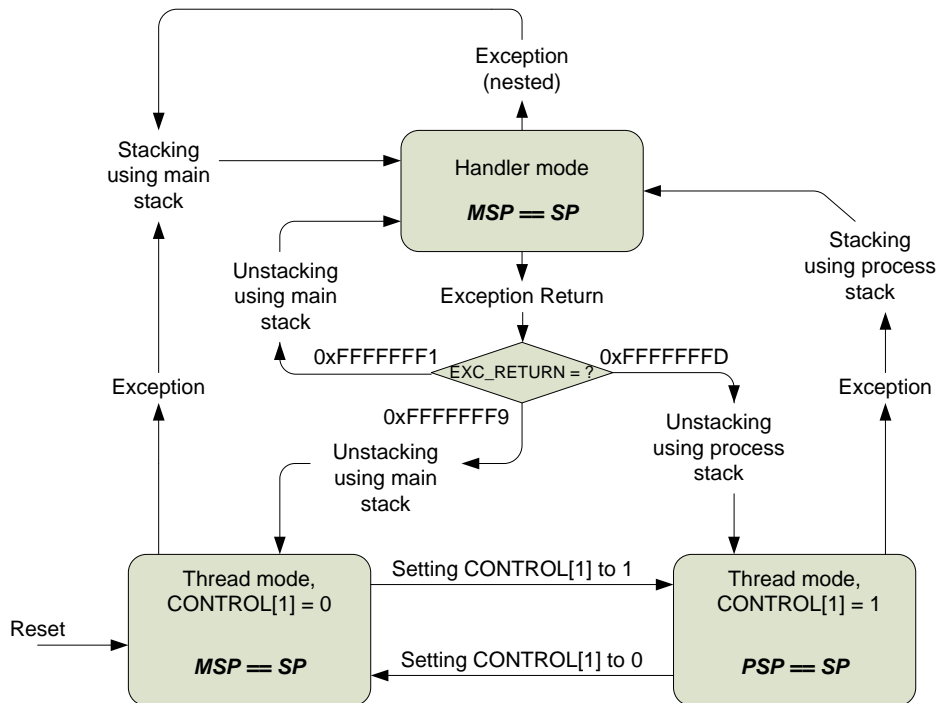 Exception
(nested)
Stacking
using main
stack
Handler mode
MSP == SP
Unstacking
using main
stack
Exception Return
Stacking
using process
stack
0xFFFFFFF1
EXC_RETURN = ?
0xFFFFFFFD
Exception
Exception
0xFFFFFFF9
Unstacking
using main
stack
Unstacking
using process
stack
Thread mode,
CONTROL[1] = 0
MSP == SP
Setting CONTROL[1] to 1
Thread mode,
CONTROL[1] = 1
PSP == SP
Reset
Setting CONTROL[1] to 0